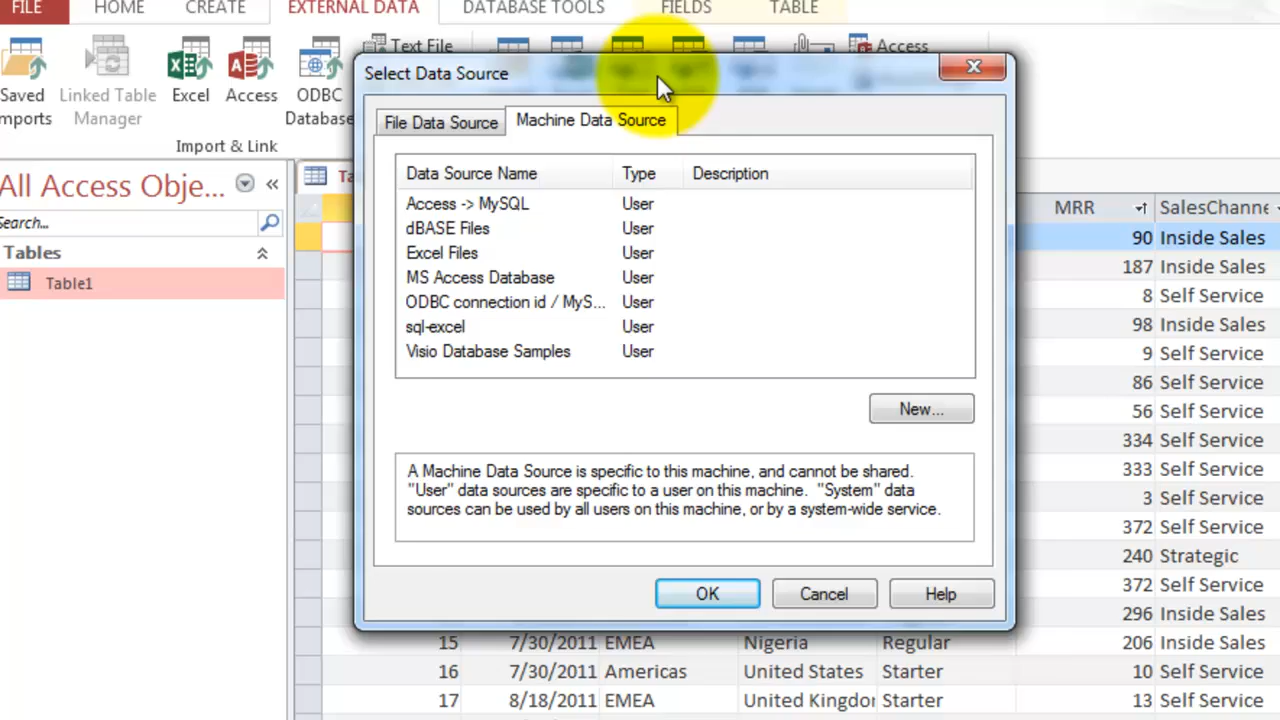 FILE HOME CREATE EXTERNAL DATA DATABASE TOOLS FIELDS TABLE
Text File Access
Saved Imports
Linked Table Manager
Excel
Access
ODBC Database
Import & Link
Select Data Source
File Data Source Machine Data Source
Data Source Name Type Description
Access -> MySQL User
dBASE Files User
Excel Files User
MS Access Database User
ODBC connection id / MyS... User
sql-excel User
Visio Database Samples User
New...
A Machine Data Source is specific to this machine, and cannot be shared.
"User" data sources are specific to a user on this machine. "System" data
sources can be used by all users on this machine, or by a system-wide service.
OK Cancel Help
All Access Obje... «
Search...
Tables
Table1
Ta
MRR SalesChanne
90 Inside Sales
187 Inside Sales
8 Self Service
98 Inside Sales
9 Self Service
86 Self Service
56 Self Service
334 Self Service
333 Self Service
3 Self Service
372 Self Service
240 Strategic
372 Self Service
296 Inside Sales
15 7/30/2011 EMEA Nigeria Regular 206 Inside Sales
16 7/30/2011 Americas United States Starter 10 Self Service
17 8/18/2011 EMEA United Kingdor Starter 13 Self Service